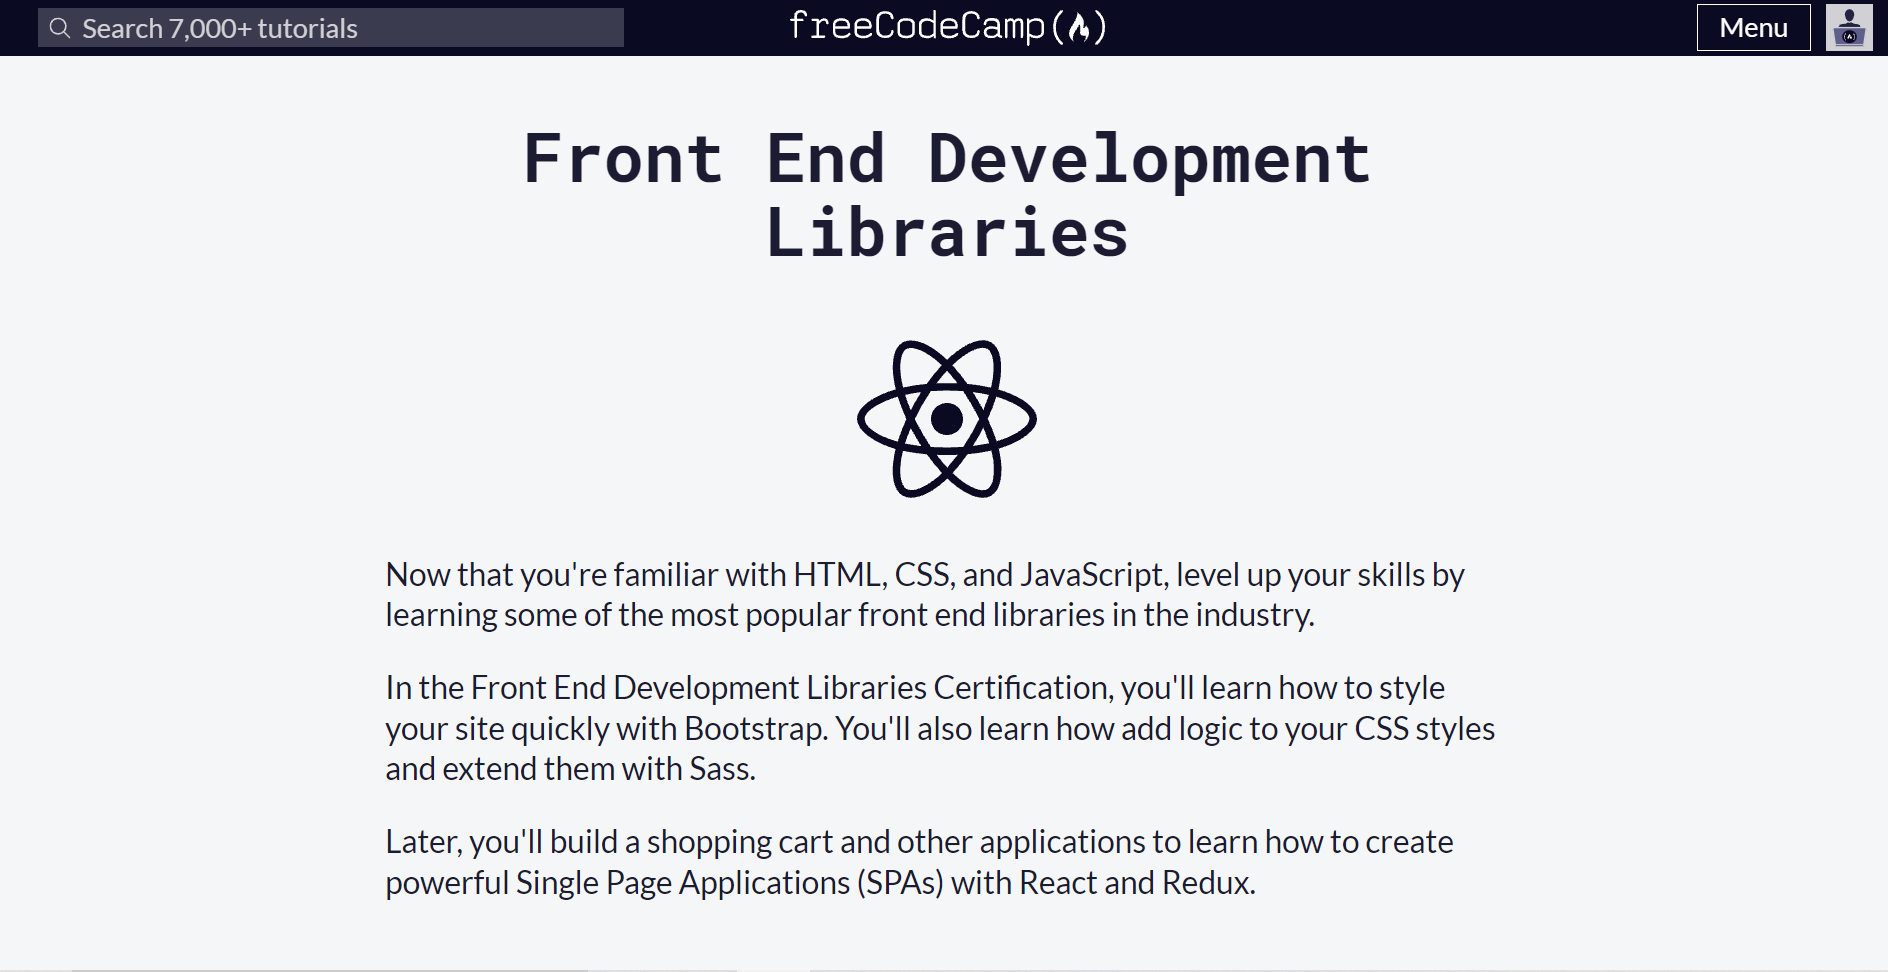 Search 7,000+ tutorials
freeCodeCamp(🔥)
Menu
Front End Development
Libraries
Now that you're familiar with HTML, CSS, and JavaScript, level up your skills by
learning some of the most popular front end libraries in the industry.
In the Front End Development Libraries Certification, you'll learn how to style
your site quickly with Bootstrap. You'll also learn how add logic to your CSS styles
and extend them with Sass.
Later, you'll build a shopping cart and other applications to learn how to create
powerful Single Page Applications (SPAs) with React and Redux.